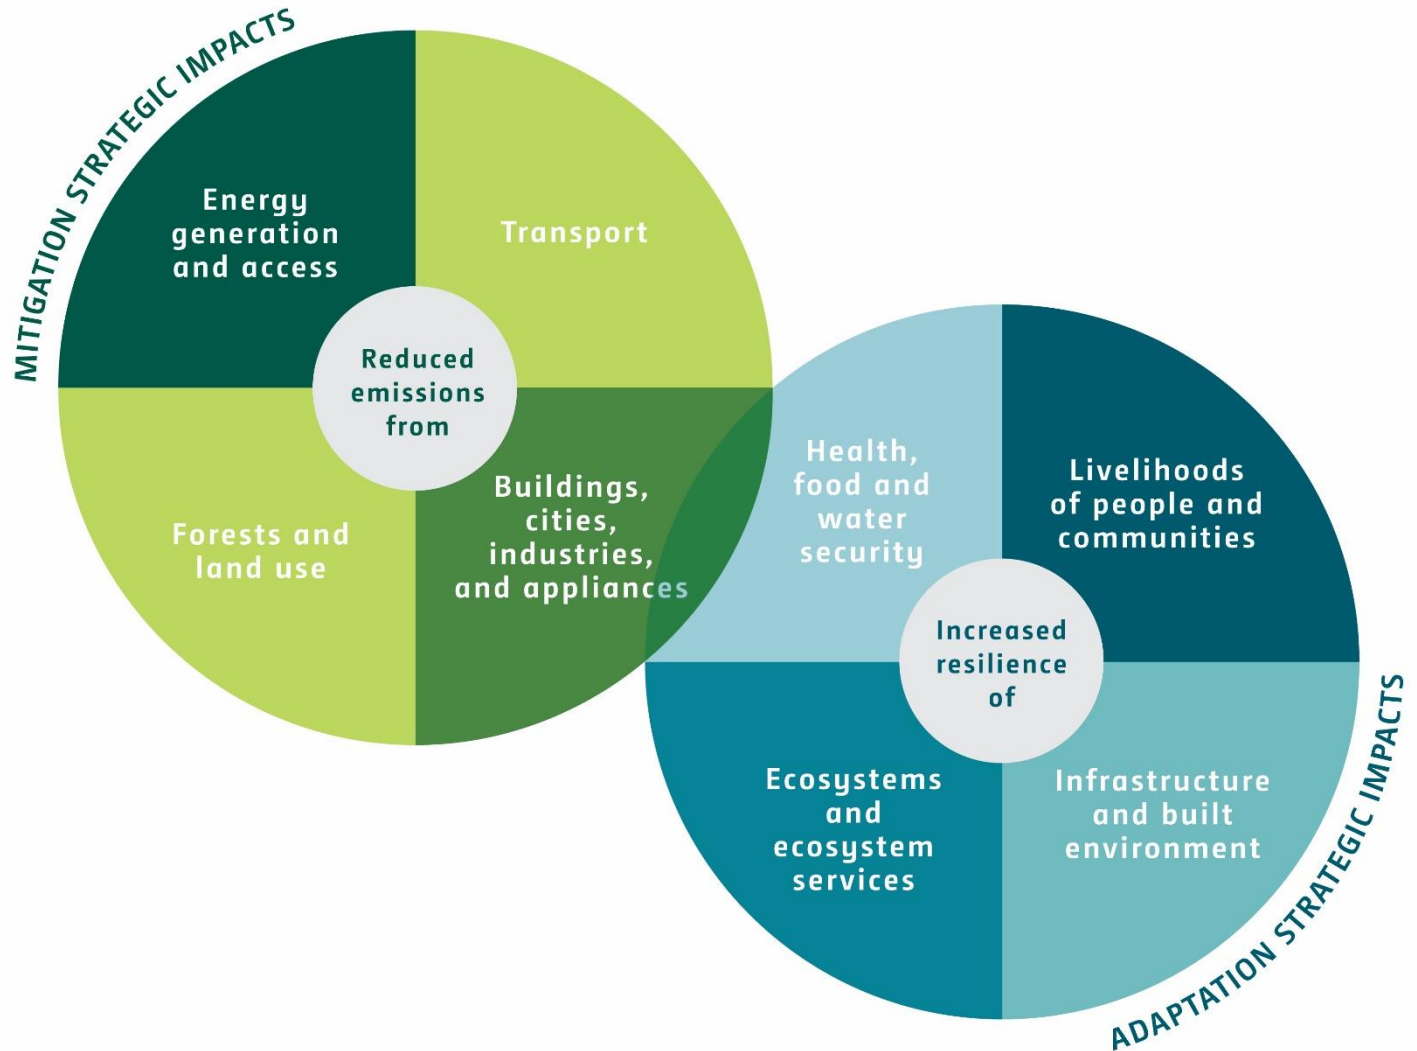 MITIGATION STRATEGIC IMPACTS
Energy
generation
and access
Transport
Reduced
emissions
from
Forests and
land use
Buildings,
cities,
industries,
and appliances
Health,
food and
water
security
Livelihoods
of people and
communities
Increased
resilience
of
Ecosystems
and
ecosystem
services
Infrastructure
and built
environment
ADAPTATION STRATEGIC IMPACTS